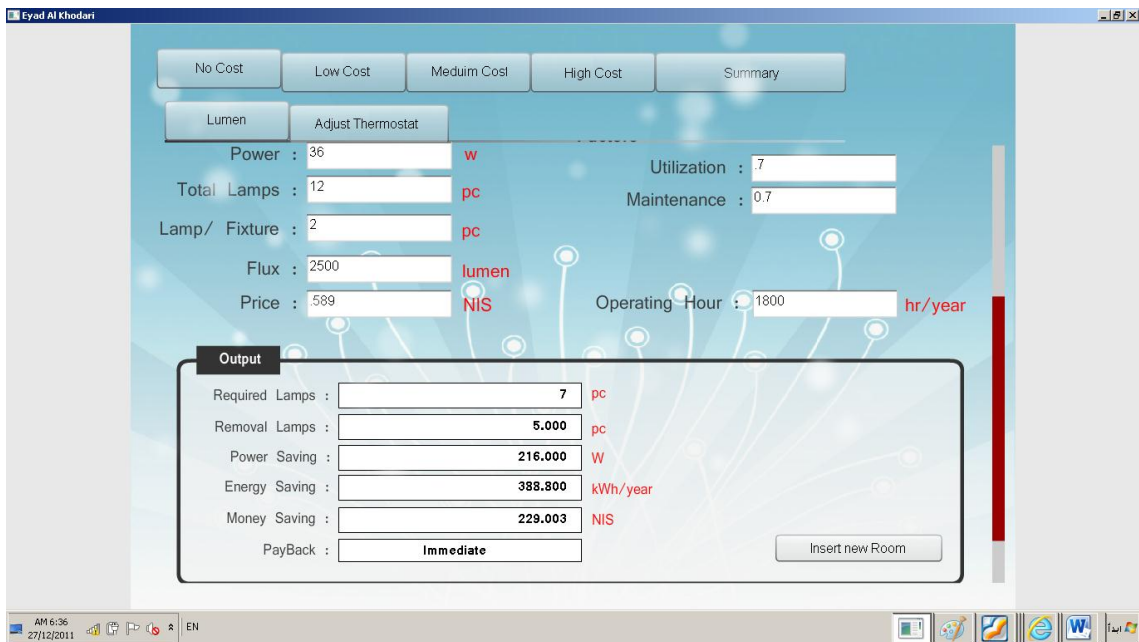 Eyad Al Khodari
No Cost Low Cost Meduim Cost High Cost Summary
Lumen Adjust Thermostat
Power : 36 w
Utilization : .7
Total Lamps : 12 pc
Maintenance : 0.7
Lamp/ Fixture : 2 pc
Flux : 2500 lumen
Price : .589 NIS Operating Hour : 1800 hr/year
Output
Required Lamps : 7 pc
Removal Lamps : 5.000 pc
Power Saving : 216.000 W
Energy Saving : 388.800 kWh/year
Money Saving : 229.003 NIS
PayBack : Immediate Insert new Room
AM 6:36
27/12/2011 EN ابدأ